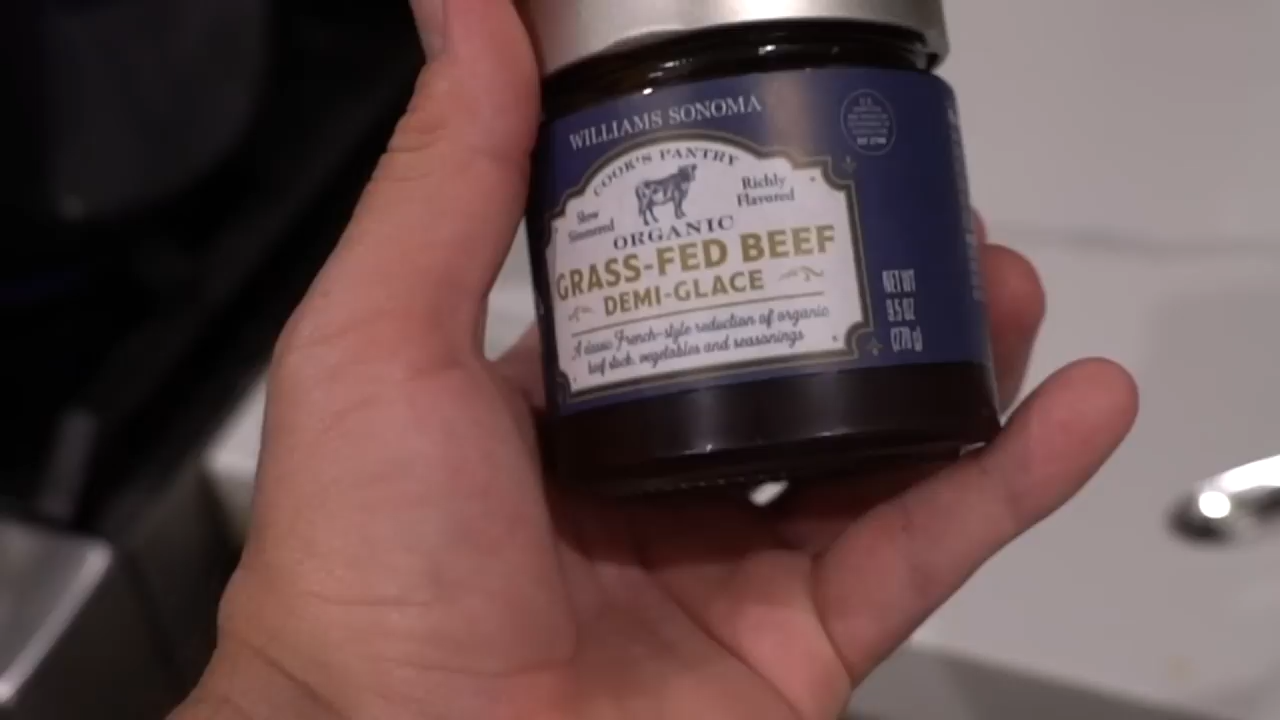 WILLIAMS SONOMA
COOK'S PANTRY
Slow
Simmered
Richly
Flavored
ORGANIC
GRASS-FED BEEF
DEMI-GLACE
A classic French-style reduction of organic
beef stock, vegetables and seasonings
NET WT
9.5 OZ
(270 g)